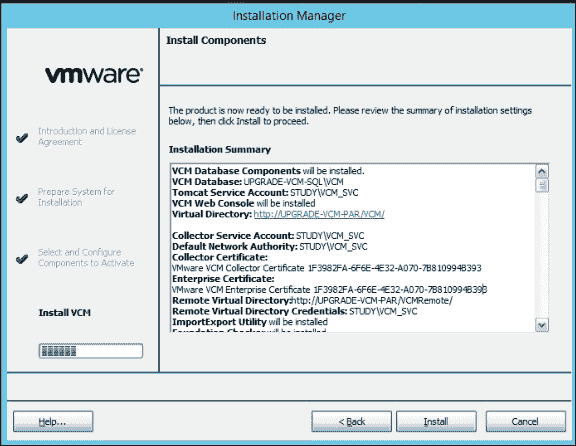 Installation Manager
vmware®
Introduction and License
Agreement
Prepare System for
Installation
Select and Configure
Components to Activate
Install VCM
Install Components
The product is now ready to be installed. Please review the summary of installation settings
below, then click Install to proceed.
Installation Summary
VCM Database Components will be installed.
VCM Database: UPGRADE-VCM-SQL\VCM
Tomcat Service Account: STUDY\VCM_SVC
VCM Web Console will be installed
Virtual Directory: http://UPGRADE-VCM-PAR/VCM/
Collector Service Account: STUDY\VCM_SVC
Default Network Authority: STUDY\VCM_SVC
Collector Certificate:
VMware VCM Collector Certificate 1F3982FA-6F6E-4E32-A070-7B810994B393
Enterprise Certificate:
VMware VCM Enterprise Certificate 1F3982FA-6F6E-4E32-A070-7B810994B393
Remote Virtual Directory:http://UPGRADE-VCM-PAR/VCMRemote/
Remote Virtual Directory Credentials: STUDY\VCM_SVC
ImportExport Utility will be installed
Foundation Checker will be installed
Help...
< Back
Install
Cancel